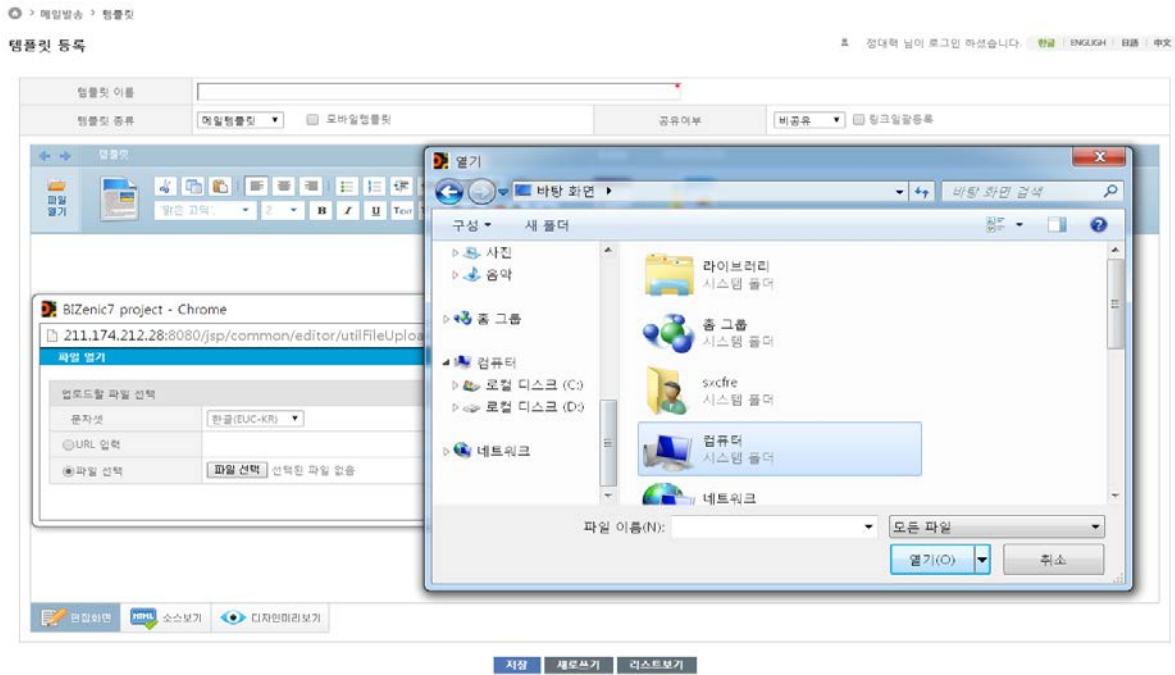 > 메일발송 > 템플릿
템플릿 등록
정대혁 님이 로그인 하셨습니다. 한글 | ENGLIGH | 日語 | 中文
템플릿 이름 *
템플릿 종류 메일템플릿 모바일템플릿 공유여부 비공유 링크일괄등록
템플릿
파일
열기
맑은 고딕, 2 B I U Text
열기
바탕 화면
바탕 화면 검색
구성 새 폴더
사진
음악
홈 그룹
컴퓨터
로컬 디스크 (C:)
로컬 디스크 (D:)
네트워크
라이브러리
시스템 폴더
홈 그룹
시스템 폴더
sxcfre
시스템 폴더
컴퓨터
시스템 폴더
네트워크
파일 이름(N): 모든 파일
열기(O) 취소
BIZenic7 project - Chrome
211.174.212.28:8080/jsp/common/editor/utilFileUploa
파일 열기
업로드할 파일 선택
문자셋 한글(EUC-KR)
URL 입력
파일 선택 파일 선택 선택된 파일 없음
편집화면 HTML 소스보기 디자인미리보기
저장 새로쓰기 리스트보기